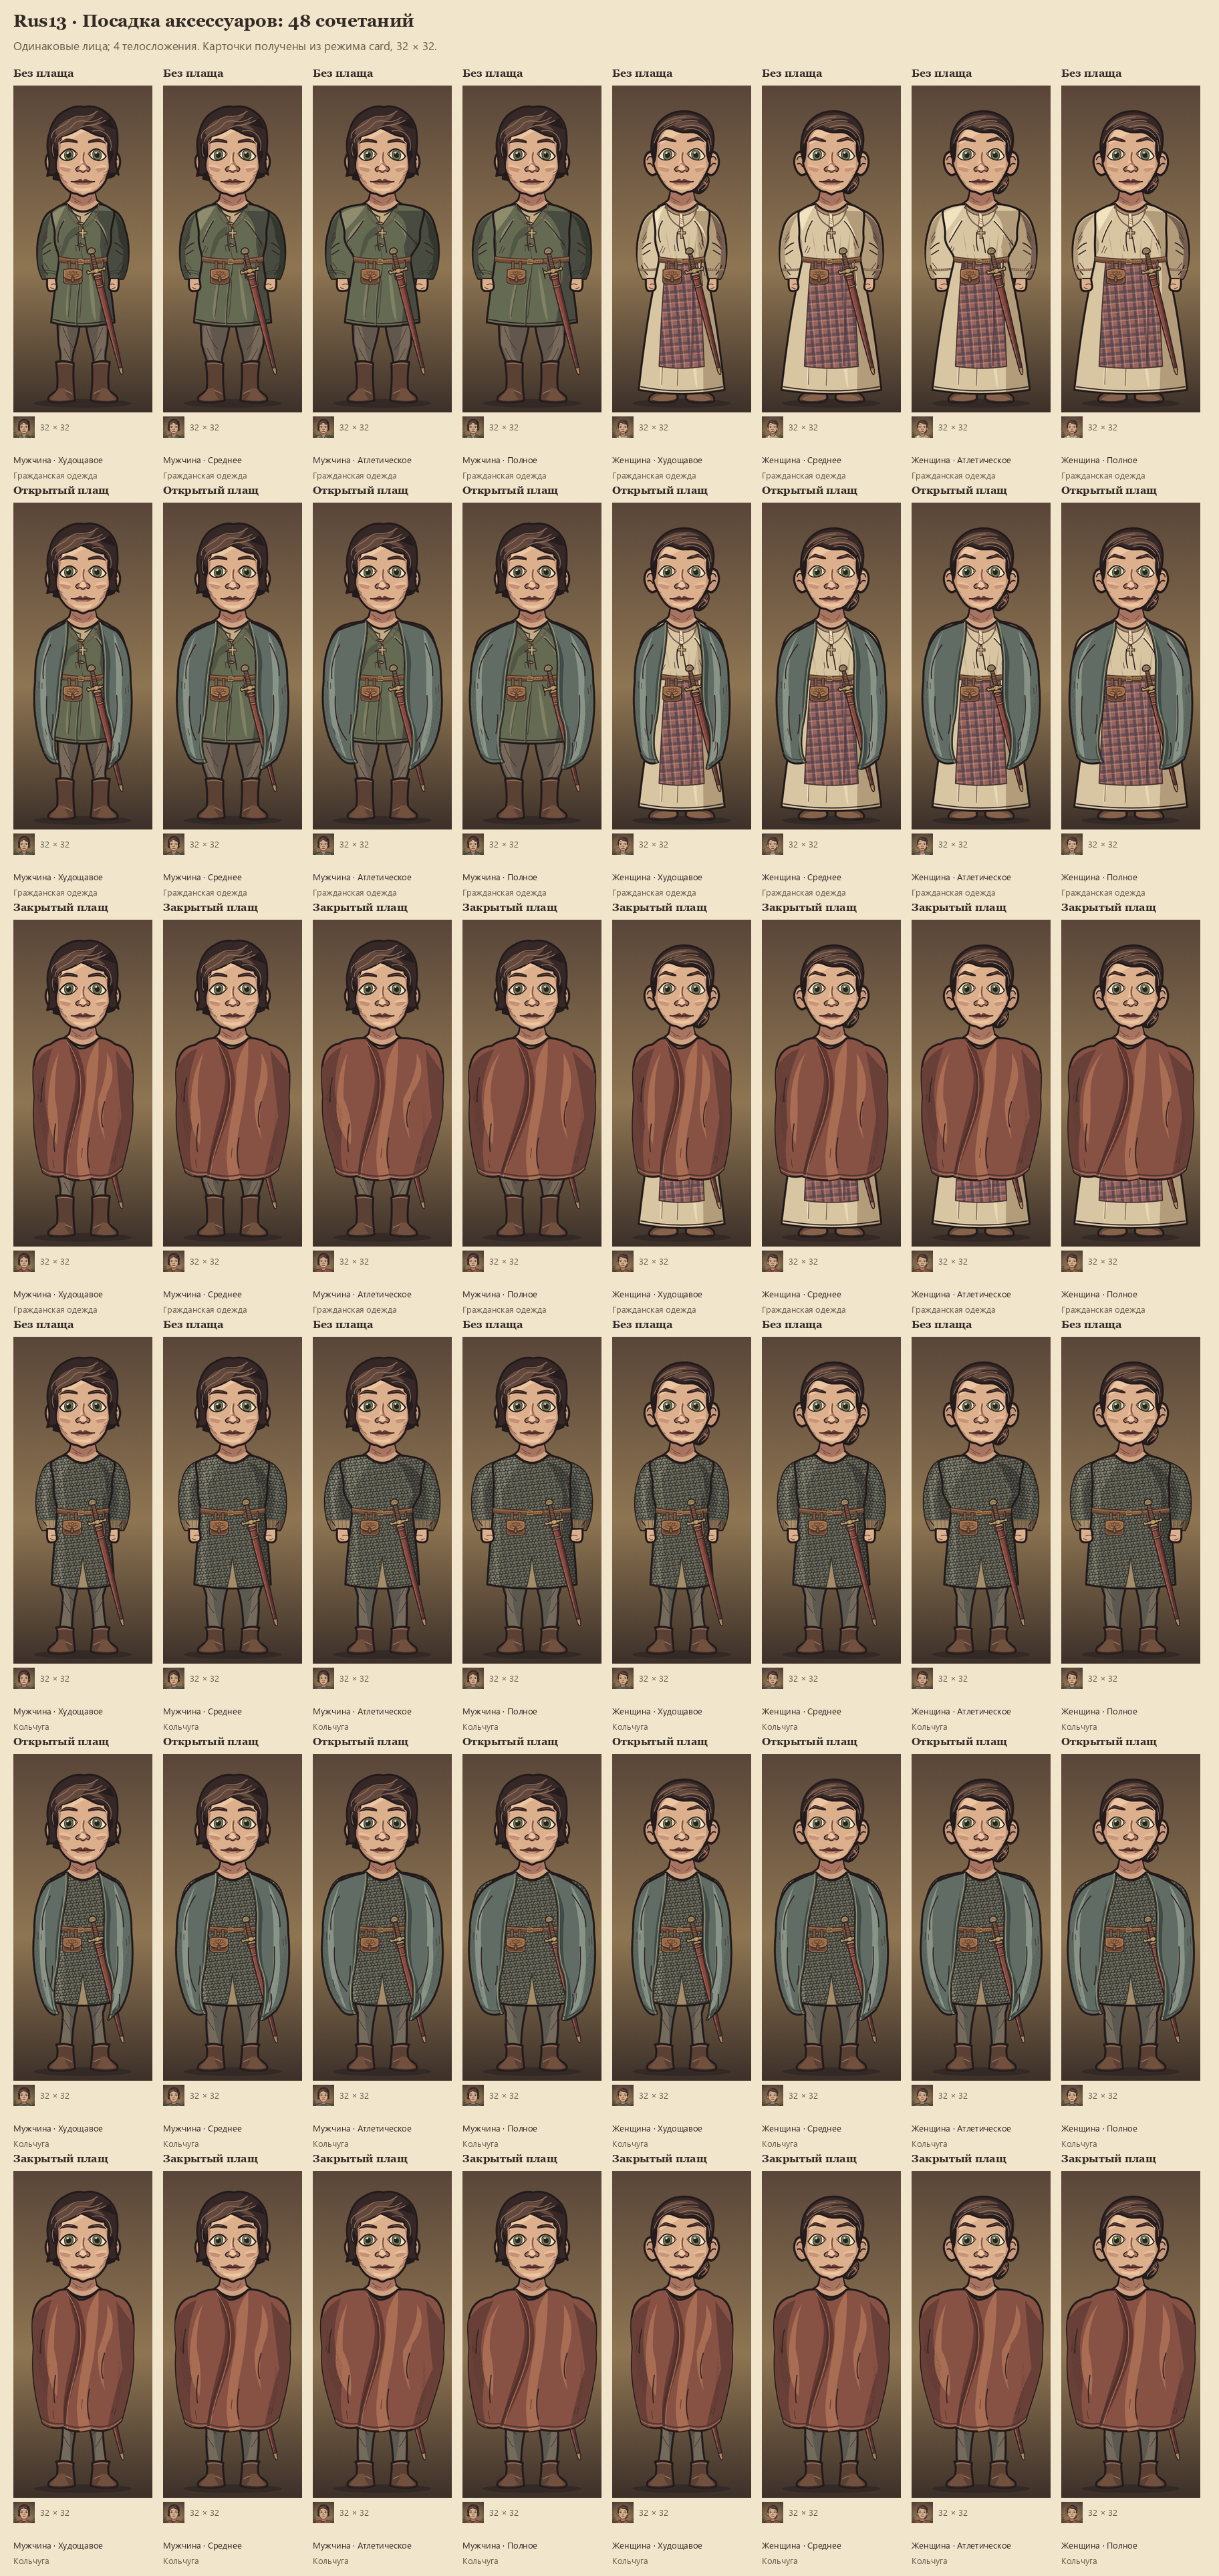 Rus13 · Посадка аксессуаров: 48 сочетаний
Одинаковые лица; 4 телосложения. Карточки получены из режима card, 32 × 32.
Без плаща Без плаща Без плаща Без плаща Без плаща Без плаща Без плаща Без плаща
32 × 32 32 × 32 32 × 32 32 × 32 32 × 32 32 × 32 32 × 32 32 × 32
Мужчина · Худощавое Мужчина · Среднее Мужчина · Атлетическое Мужчина · Полное Женщина · Худощавое Женщина · Среднее Женщина · Атлетическое Женщина · Полное
Гражданская одежда Гражданская одежда Гражданская одежда Гражданская одежда Гражданская одежда Гражданская одежда Гражданская одежда Гражданская одежда
Открытый плащ Открытый плащ Открытый плащ Открытый плащ Открытый плащ Открытый плащ Открытый плащ Открытый плащ
32 × 32 32 × 32 32 × 32 32 × 32 32 × 32 32 × 32 32 × 32 32 × 32
Мужчина · Худощавое Мужчина · Среднее Мужчина · Атлетическое Мужчина · Полное Женщина · Худощавое Женщина · Среднее Женщина · Атлетическое Женщина · Полное
Гражданская одежда Гражданская одежда Гражданская одежда Гражданская одежда Гражданская одежда Гражданская одежда Гражданская одежда Гражданская одежда
Закрытый плащ Закрытый плащ Закрытый плащ Закрытый плащ Закрытый плащ Закрытый плащ Закрытый плащ Закрытый плащ
32 × 32 32 × 32 32 × 32 32 × 32 32 × 32 32 × 32 32 × 32 32 × 32
Мужчина · Худощавое Мужчина · Среднее Мужчина · Атлетическое Мужчина · Полное Женщина · Худощавое Женщина · Среднее Женщина · Атлетическое Женщина · Полное
Гражданская одежда Гражданская одежда Гражданская одежда Гражданская одежда Гражданская одежда Гражданская одежда Гражданская одежда Гражданская одежда
Без плаща Без плаща Без плаща Без плаща Без плаща Без плаща Без плаща Без плаща
32 × 32 32 × 32 32 × 32 32 × 32 32 × 32 32 × 32 32 × 32 32 × 32
Мужчина · Худощавое Мужчина · Среднее Мужчина · Атлетическое Мужчина · Полное Женщина · Худощавое Женщина · Среднее Женщина · Атлетическое Женщина · Полное
Кольчуга Кольчуга Кольчуга Кольчуга Кольчуга Кольчуга Кольчуга Кольчуга
Открытый плащ Открытый плащ Открытый плащ Открытый плащ Открытый плащ Открытый плащ Открытый плащ Открытый плащ
32 × 32 32 × 32 32 × 32 32 × 32 32 × 32 32 × 32 32 × 32 32 × 32
Мужчина · Худощавое Мужчина · Среднее Мужчина · Атлетическое Мужчина · Полное Женщина · Худощавое Женщина · Среднее Женщина · Атлетическое Женщина · Полное
Кольчуга Кольчуга Кольчуга Кольчуга Кольчуга Кольчуга Кольчуга Кольчуга
Закрытый плащ Закрытый плащ Закрытый плащ Закрытый плащ Закрытый плащ Закрытый плащ Закрытый плащ Закрытый плащ
32 × 32 32 × 32 32 × 32 32 × 32 32 × 32 32 × 32 32 × 32 32 × 32
Мужчина · Худощавое Мужчина · Среднее Мужчина · Атлетическое Мужчина · Полное Женщина · Худощавое Женщина · Среднее Женщина · Атлетическое Женщина · Полное
Кольчуга Кольчуга Кольчуга Кольчуга Кольчуга Кольчуга Кольчуга Кольчуга